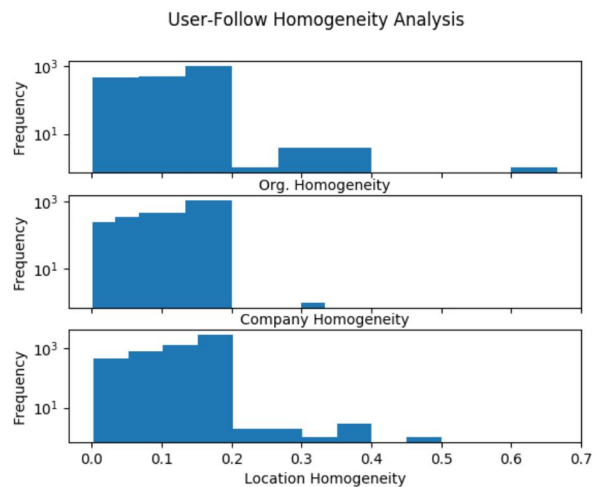 User-Follow Homogeneity Analysis
10³
10¹
Frequency
Org. Homogeneity
10³
10¹
Frequency
Company Homogeneity
10³
10¹
Frequency
0.0 0.1 0.2 0.3 0.4 0.5 0.6 0.7
Location Homogeneity